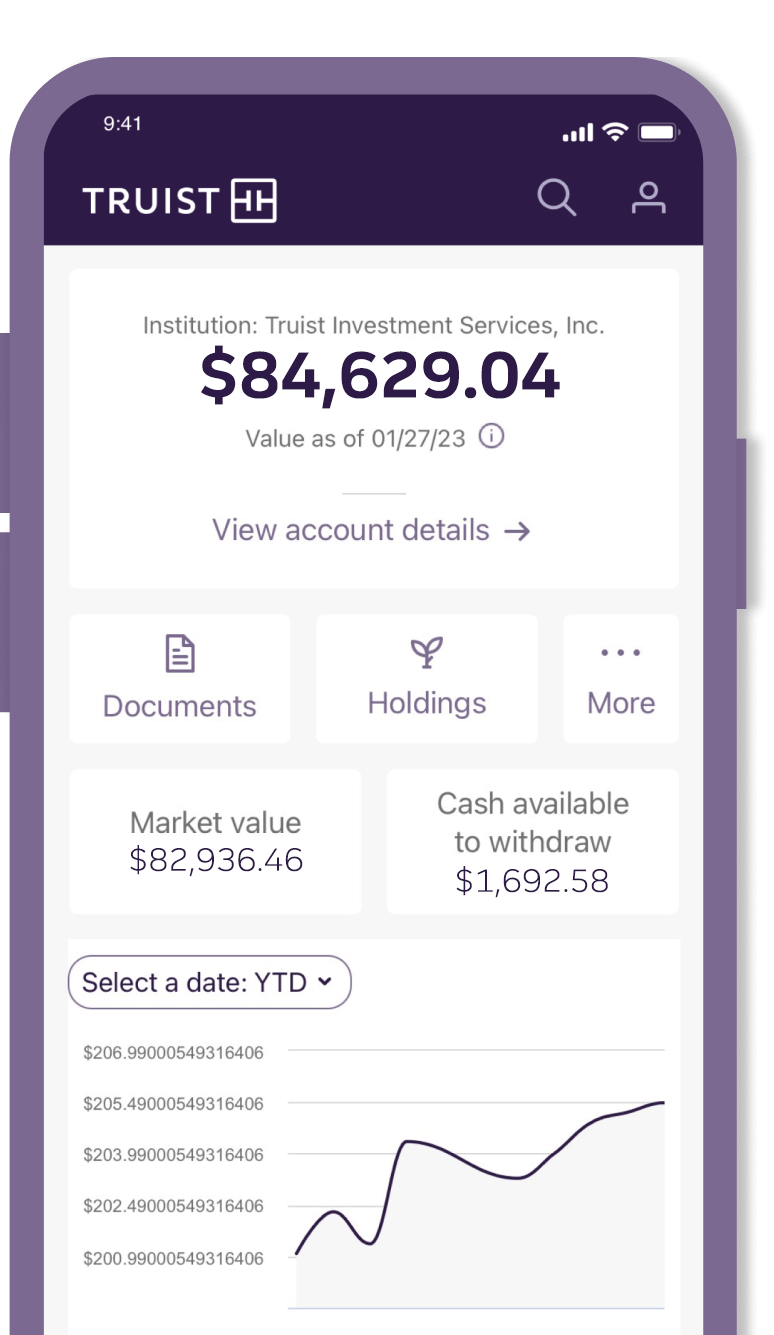 9:41
TRUIST
Institution: Truist Investment Services, Inc.
$84,629.04
Value as of 01/27/23
View account details
Documents
Holdings
More
Market value
$82,936.46
Cash available
to withdraw
$1,692.58
Select a date: YTD
$206.99000549316406
$205.49000549316406
$203.99000549316406
$202.49000549316406
$200.99000549316406